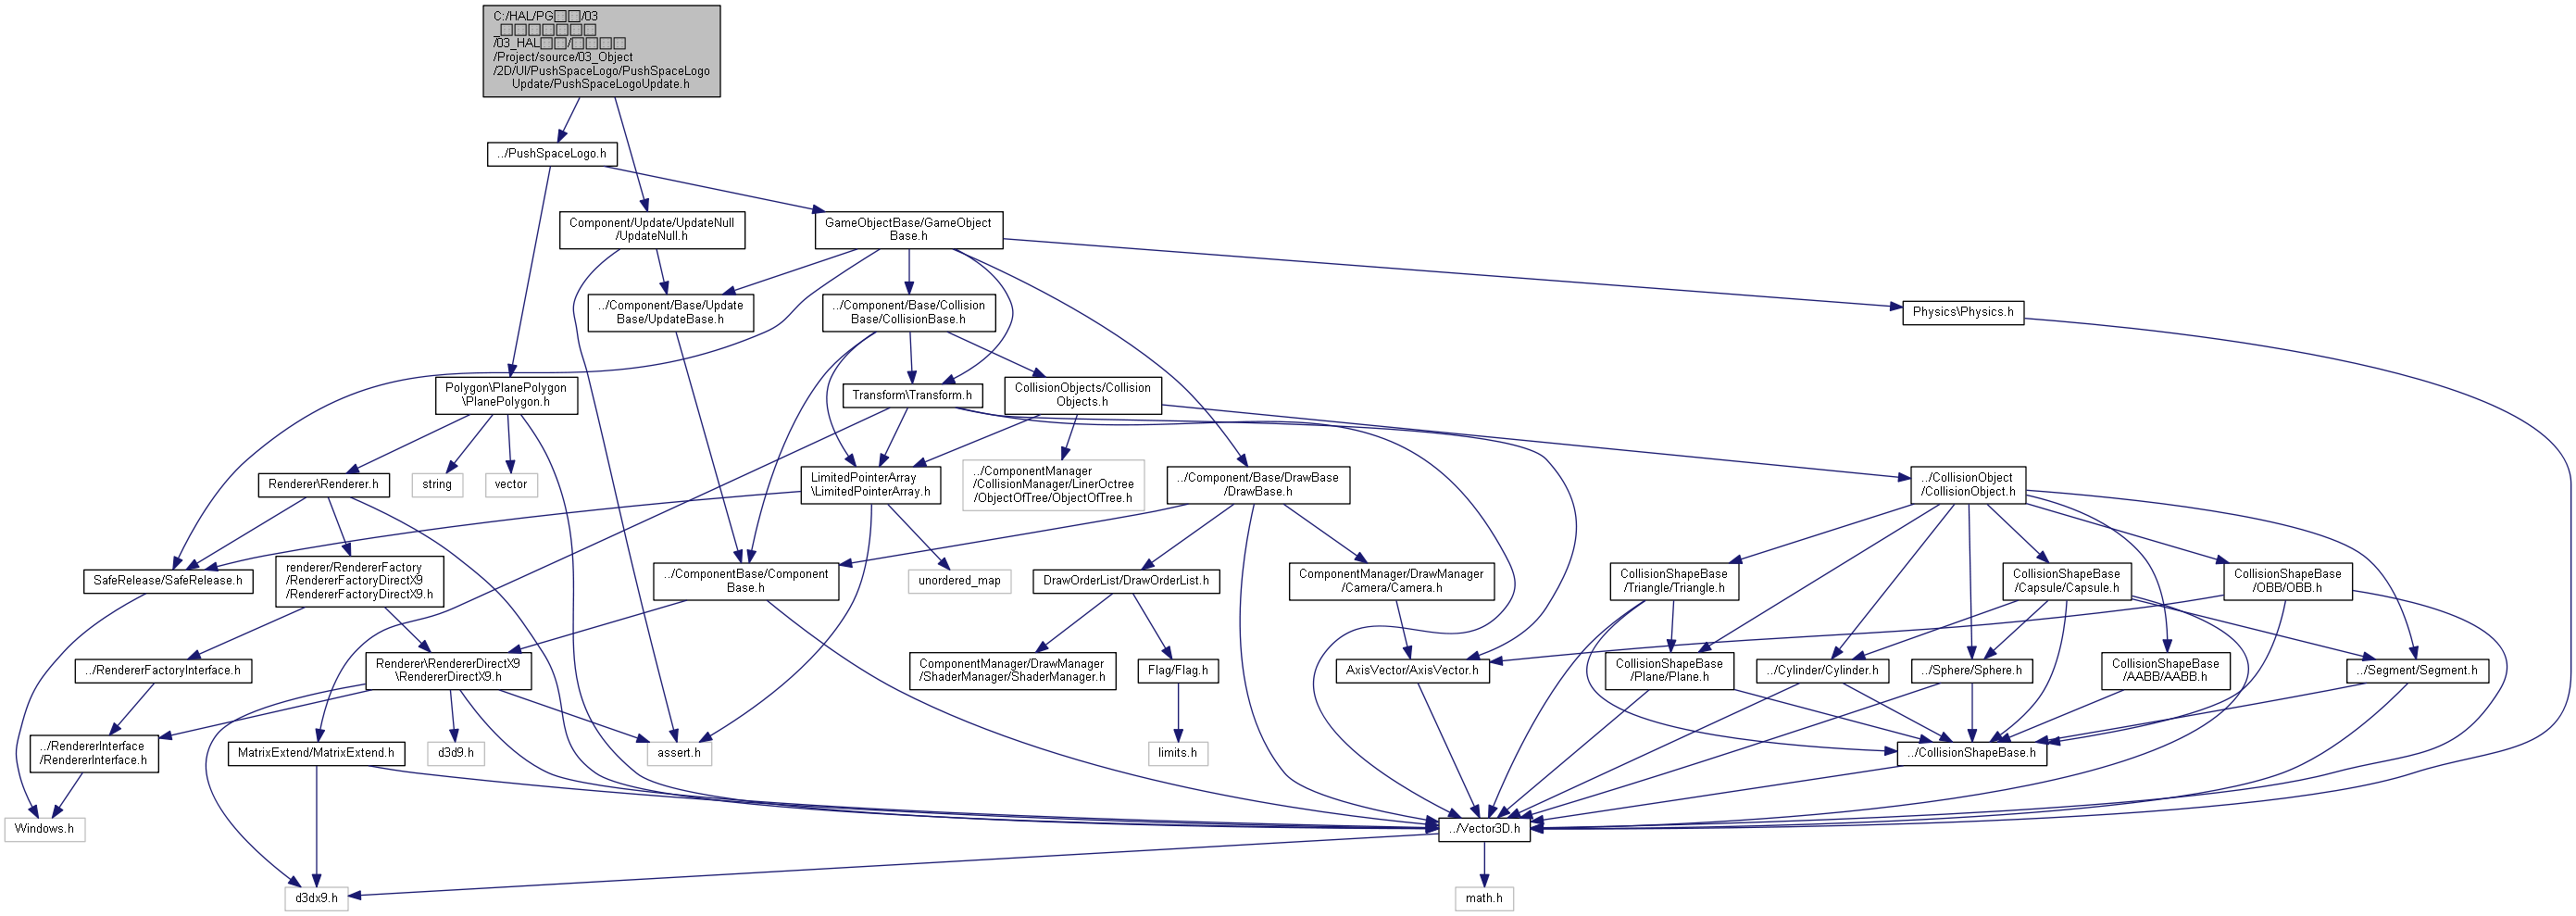 C:/HAL/PG□□/03
_□□□□□□□
/03_HAL□□/□□□□
/Project/source/03_Object
/2D/UI/PushSpaceLogo/PushSpaceLogo
Update/PushSpaceLogoUpdate.h
../PushSpaceLogo.h
Component/Update/UpdateNull
/UpdateNull.h
GameObjectBase/GameObject
Base.h
../Component/Base/Update
Base/UpdateBase.h
../Component/Base/Collision
Base/CollisionBase.h
Physics\Physics.h
Polygon\PlanePolygon
\PlanePolygon.h
Transform\Transform.h
CollisionObjects/Collision
Objects.h
Renderer\Renderer.h
string
vector
LimitedPointerArray
\LimitedPointerArray.h
../ComponentManager
/CollisionManager/LinerOctree
/ObjectOfTree/ObjectOfTree.h
../Component/Base/DrawBase
/DrawBase.h
../CollisionObject
/CollisionObject.h
SafeRelease/SafeRelease.h
renderer/RendererFactory
/RendererFactoryDirectX9
/RendererFactoryDirectX9.h
../ComponentBase/Component
Base.h
unordered_map
DrawOrderList/DrawOrderList.h
ComponentManager/DrawManager
/Camera/Camera.h
CollisionShapeBase
/Triangle/Triangle.h
CollisionShapeBase
/Capsule/Capsule.h
CollisionShapeBase
/OBB/OBB.h
../RendererFactoryInterface.h
Renderer\RendererDirectX9
\RendererDirectX9.h
ComponentManager/DrawManager
/ShaderManager/ShaderManager.h
Flag/Flag.h
AxisVector/AxisVector.h
CollisionShapeBase
/Plane/Plane.h
../Cylinder/Cylinder.h
../Sphere/Sphere.h
CollisionShapeBase
/AABB/AABB.h
../Segment/Segment.h
../RendererInterface
/RendererInterface.h
MatrixExtend/MatrixExtend.h
d3d9.h
assert.h
limits.h
../CollisionShapeBase.h
Windows.h
../Vector3D.h
d3dx9.h
math.h